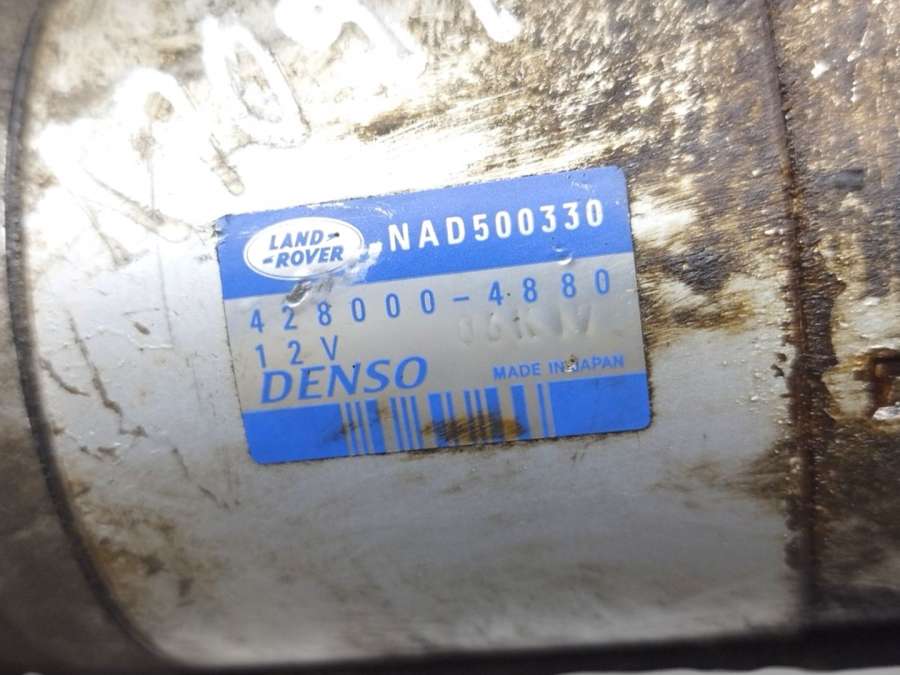 LAND-
-ROVER
NAD500330
428000-4880
12V
DENSO
MADE IN JAPAN